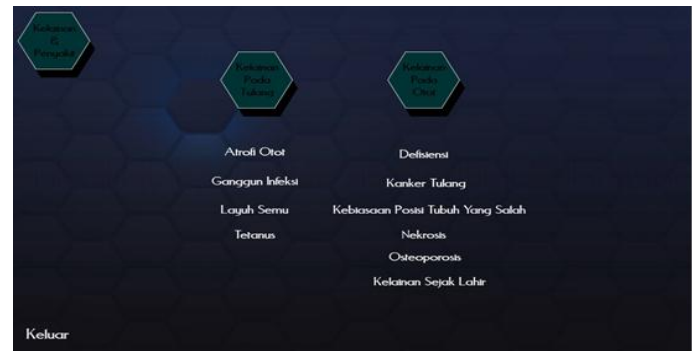 Kelainan
&
Penyakit
Kelainan
Pada
Tulang
Kelainan
Pada
Otot
Atrofi Otot
Ganggun Infeksi
Layuh Semu
Tetanus
Defisiensi
Kanker Tulang
Kebiasaan Posisi Tubuh Yang Salah
Nekrosis
Osteoporosis
Kelainan Sejak Lahir
Keluar